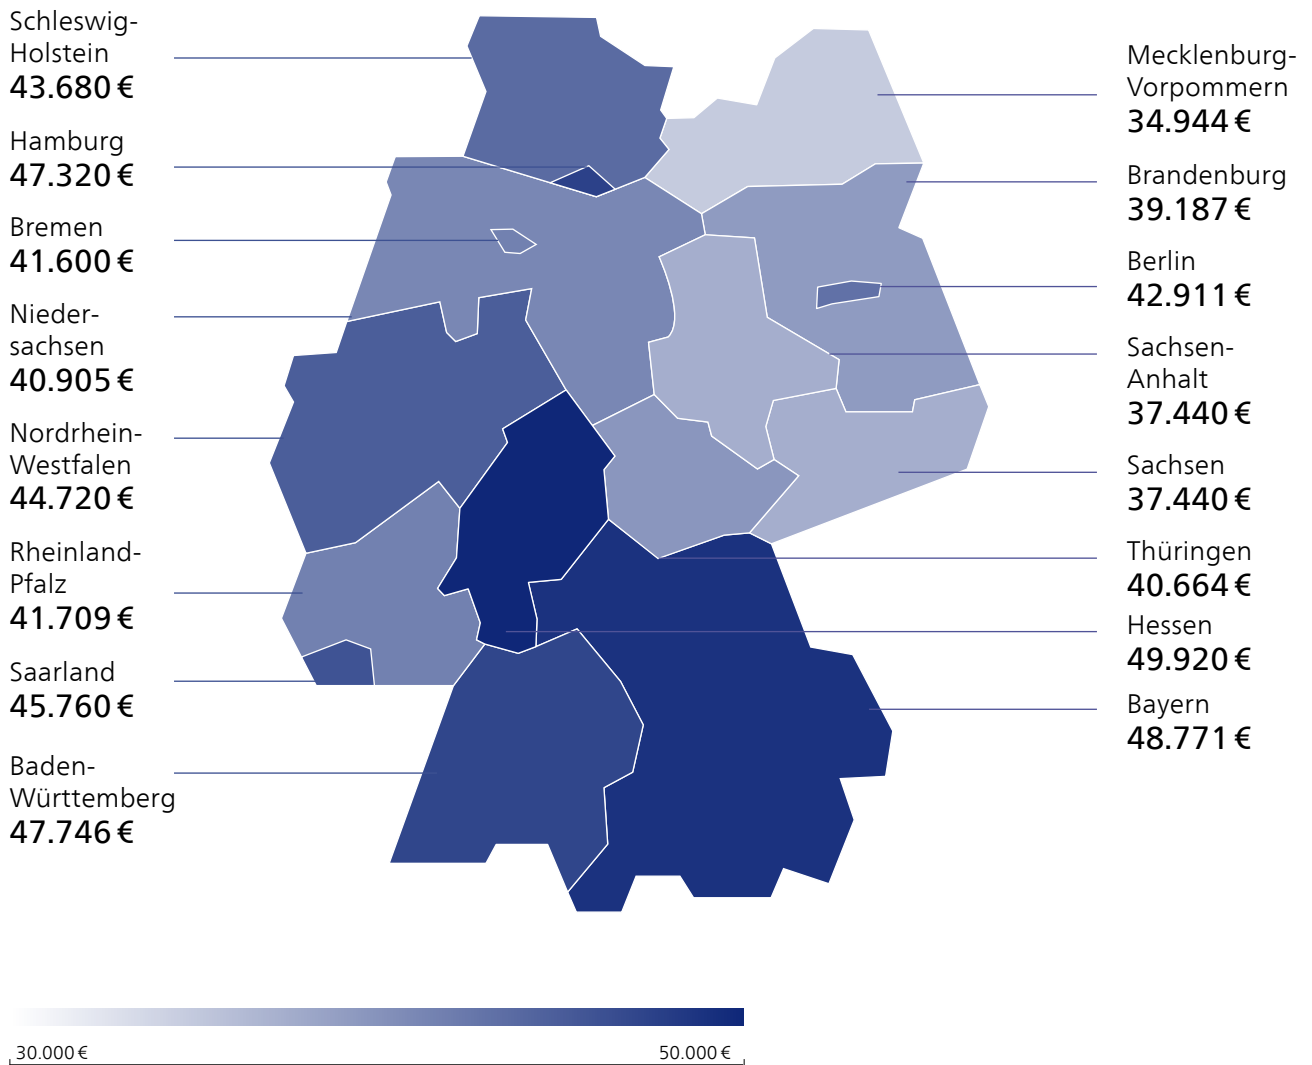 Schleswig-
Holstein
43.680 €
Hamburg
47.320 €
Bremen
41.600 €
Nieder-
sachsen
40.905 €
Nordrhein-
Westfalen
44.720 €
Rheinland-
Pfalz
41.709 €
Saarland
45.760 €
Baden-
Württemberg
47.746 €
Mecklenburg-
Vorpommern
34.944 €
Brandenburg
39.187 €
Berlin
42.911 €
Sachsen-
Anhalt
37.440 €
Sachsen
37.440 €
Thüringen
40.664 €
Hessen
49.920 €
Bayern
48.771 €
30.000 €
50.000 €